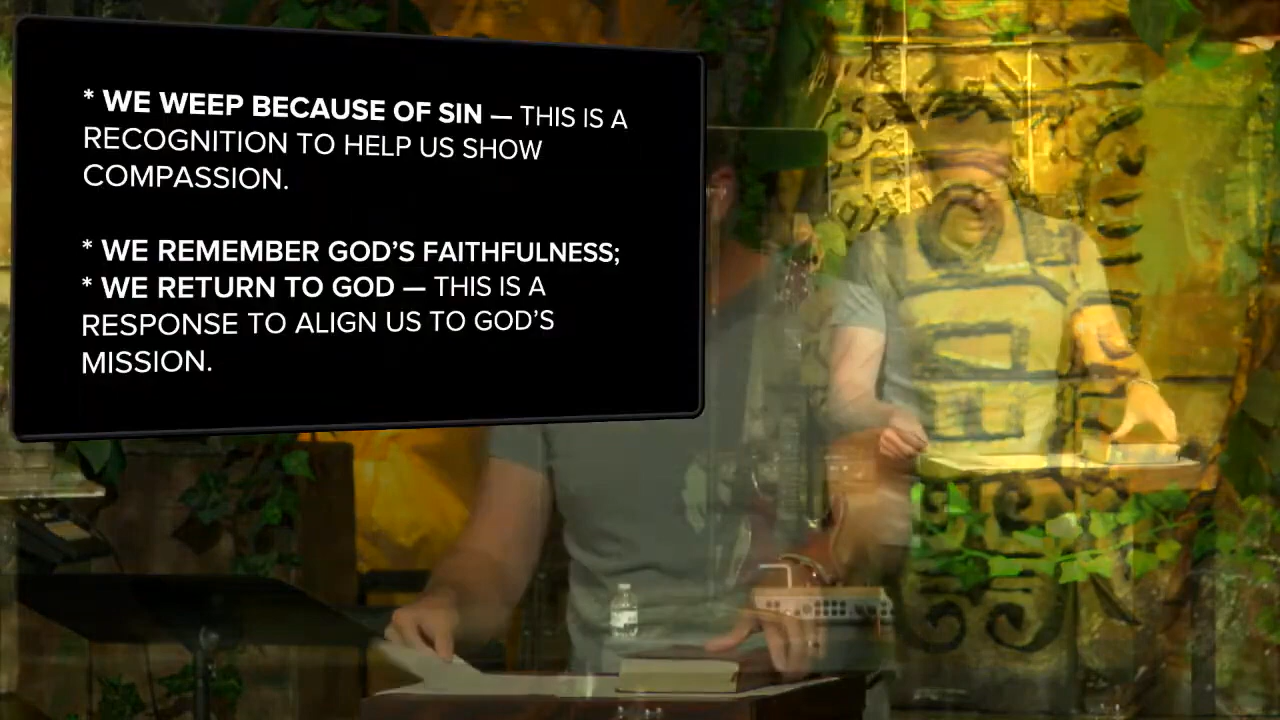 * WE WEEP BECAUSE OF SIN — THIS IS A
RECOGNITION TO HELP US SHOW
COMPASSION.
* WE REMEMBER GOD'S FAITHFULNESS;
* WE RETURN TO GOD — THIS IS A
RESPONSE TO ALIGN US TO GOD'S
MISSION.